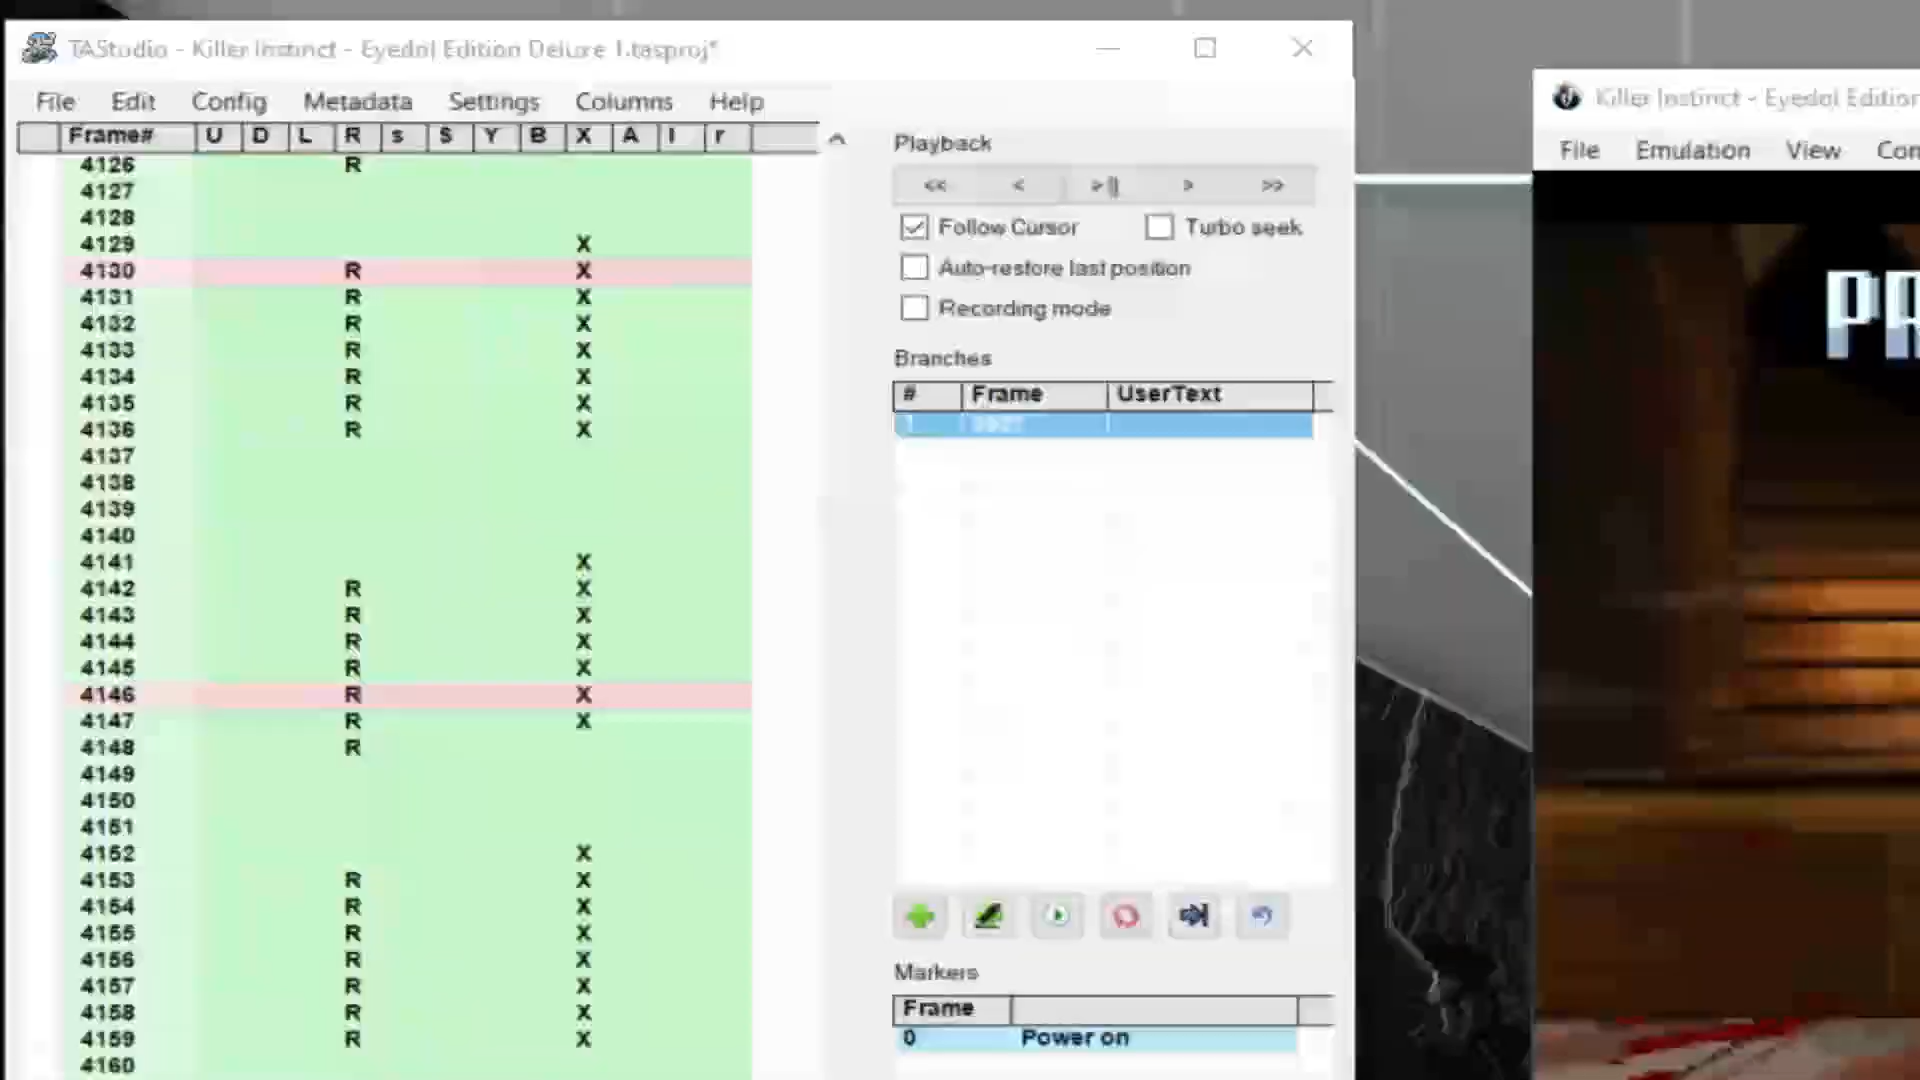 TAStudio - Killer Instinct - Eyedol Edition Deluxe 1.tasproj*
File Edit Config Metadata Settings Columns Help
Frame# U D L R s S Y B X A l r
4126 R
4127
4128
4129 X
4130 R X
4131 R X
4132 R X
4133 R X
4134 R X
4135 R X
4136 R X
4137
4138
4139
4140
4141 X
4142 R X
4143 R X
4144 R X
4145 R X
4146 R X
4147 R X
4148 R
4149
4150
4151
4152 X
4153 R X
4154 R X
4155 R X
4156 R X
4157 R X
4158 R X
4159 R X
4160
Playback
<< < >|| > >>
Follow Cursor Turbo seek
Auto-restore last position
Recording mode
Branches
# Frame UserText
1
Markers
Frame
0 Power on
Killer Instinct - Eyedol Edition
File Emulation View Con
PR